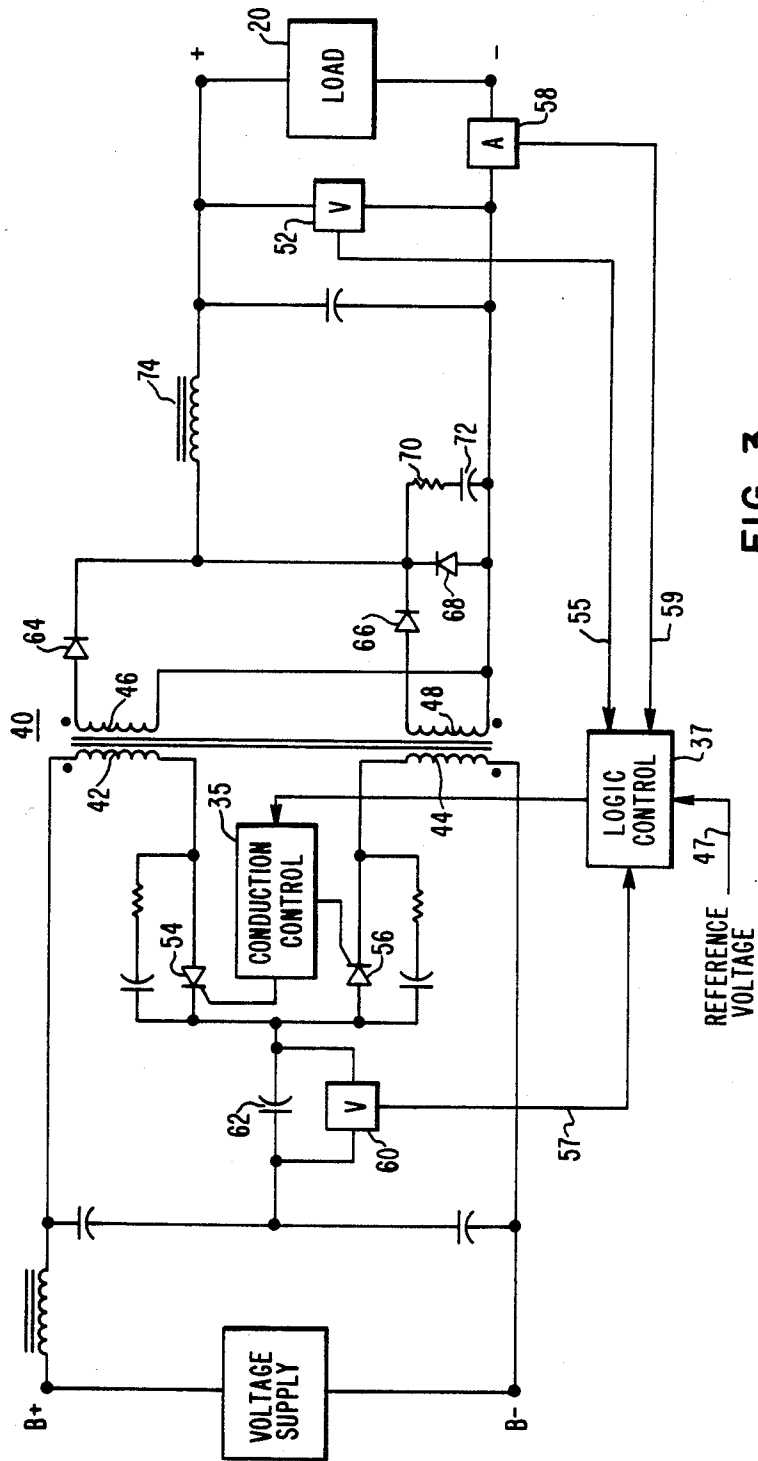 B+
VOLTAGE
SUPPLY
B-
62
V
60
57
54
56
35
CONDUCTION
CONTROL
42
44
40
46
48
64
66
68
70
72
74
52
V
LOAD
20
+
-
A
58
55
59
LOGIC
CONTROL
37
47
REFERENCE
VOLTAGE
FIG. 3